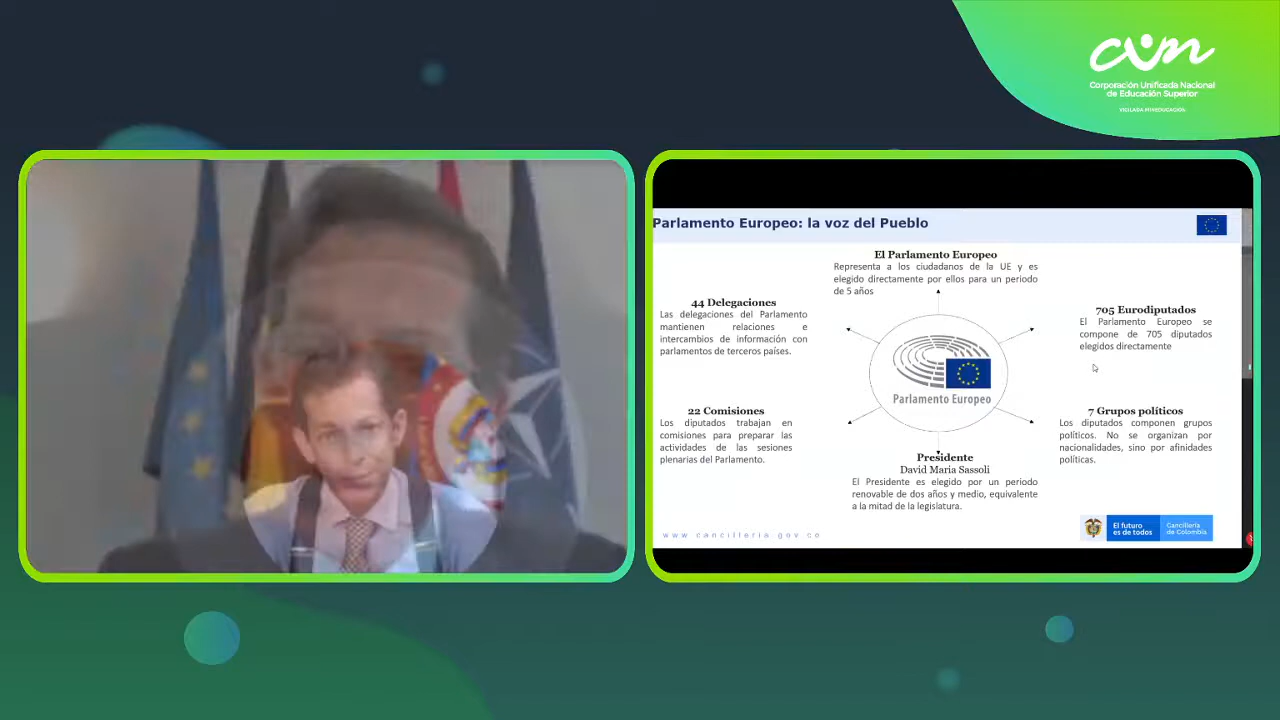 cun
Corporación Unificada Nacional
de Educación Superior
VIGILADA MINEDUCACIÓN
Parlamento Europeo: la voz del Pueblo
El Parlamento Europeo
Representa a los ciudadanos de la UE y es
elegido directamente por ellos para un periodo
de 5 años
44 Delegaciones
Las delegaciones del Parlamento
mantienen relaciones e
intercambios de información con
parlamentos de terceros países.
705 Eurodiputados
El Parlamento Europeo se
compone de 705 diputados
elegidos directamente
Parlamento Europeo
22 Comisiones
Los diputados trabajan en
comisiones para preparar las
actividades de las sesiones
plenarias del Parlamento.
7 Grupos políticos
Los diputados componen grupos
políticos. No se organizan por
nacionalidades, sino por afinidades
políticas.
Presidente
David Maria Sassoli
El Presidente es elegido por un periodo
renovable de dos años y medio, equivalente
a la mitad de la legislatura.
www cancilleria gov co
El futuro
es de todos
Cancillería
de Colombia